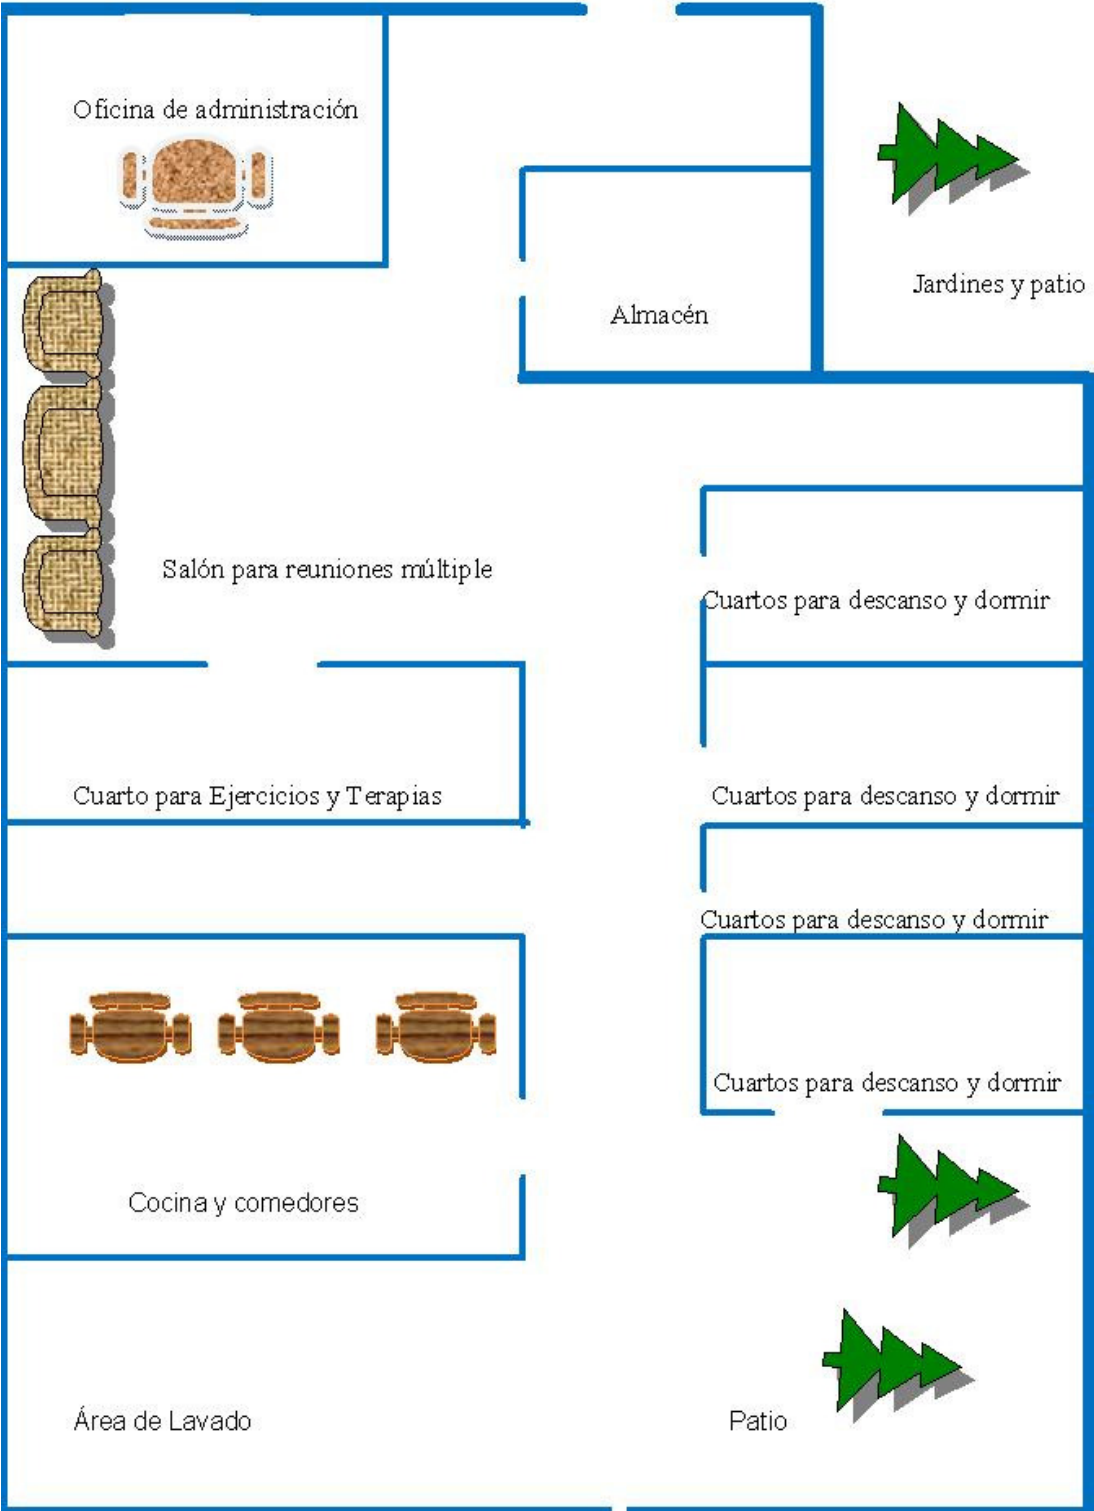 Oficina de administración
Jardines y patio
Almacén
Salón para reuniones múltiple
Cuartos para descanso y dormir
Cuarto para Ejercicios y Terapias
Cuartos para descanso y dormir
Cuartos para descanso y dormir
Cuartos para descanso y dormir
Cocina y comedores
Área de Lavado
Patio